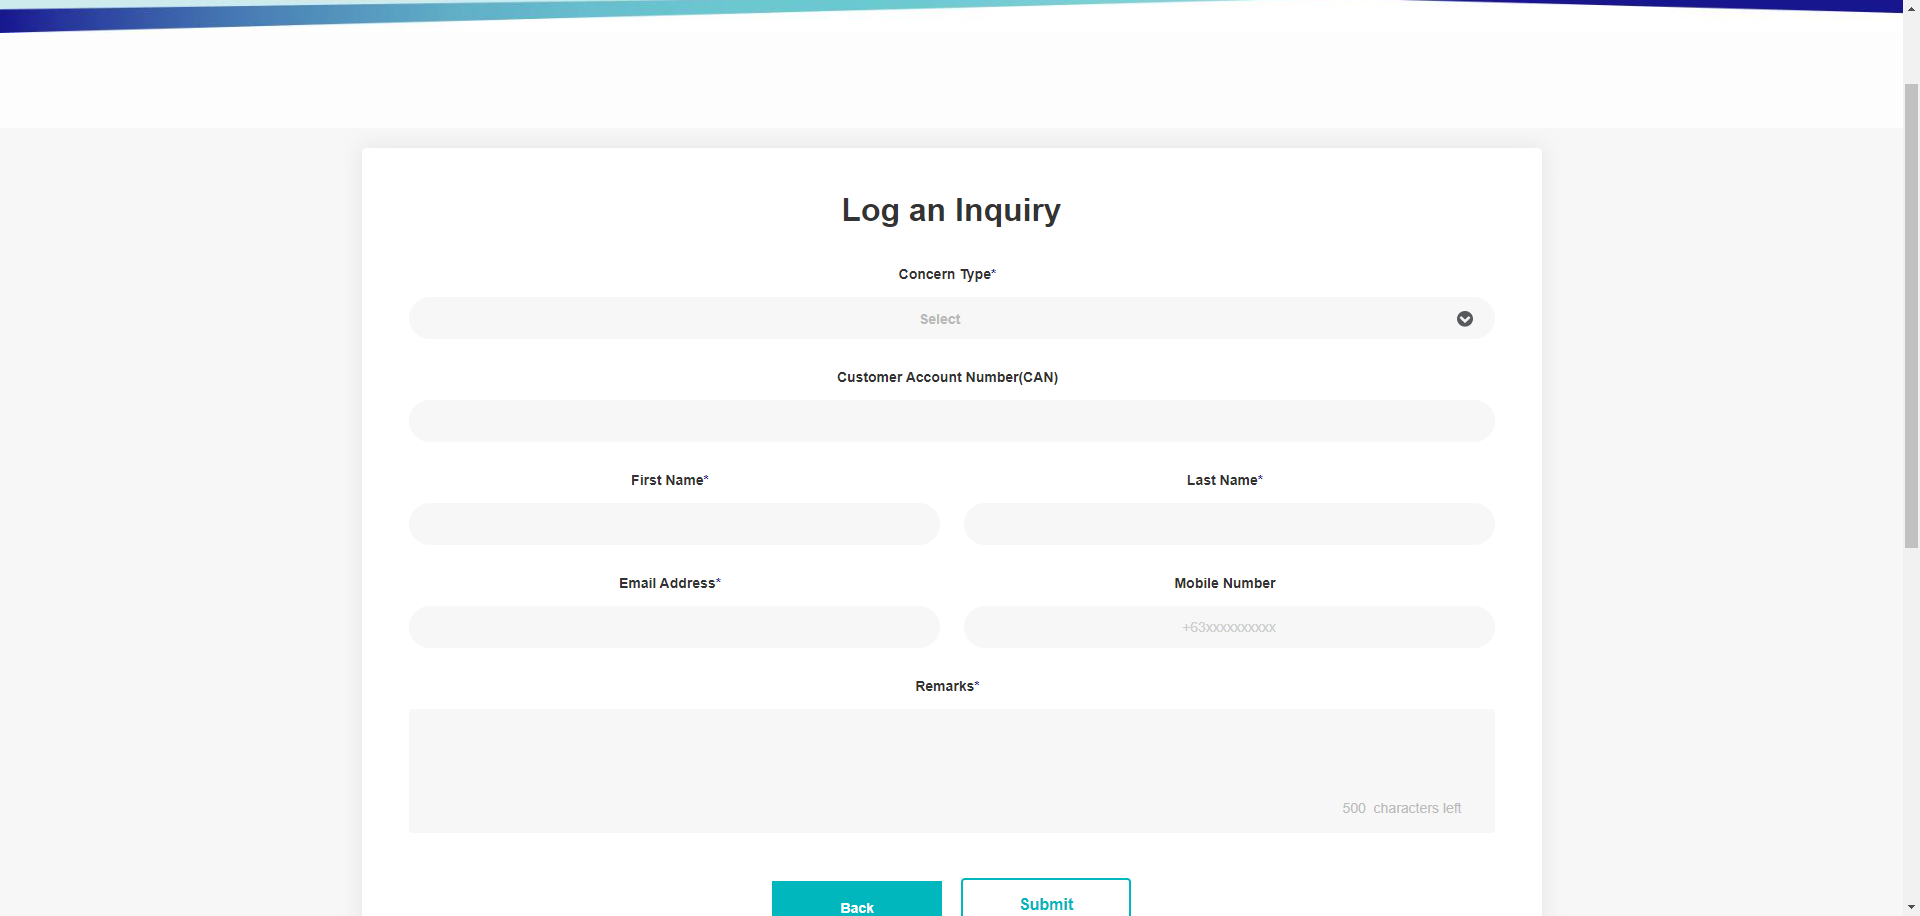 Log an Inquiry
Concern Type*
Select
Customer Account Number(CAN)
First Name*
Last Name*
Email Address*
Mobile Number
+63xxxxxxxxxx
Remarks*
500 characters left
Back
Submit